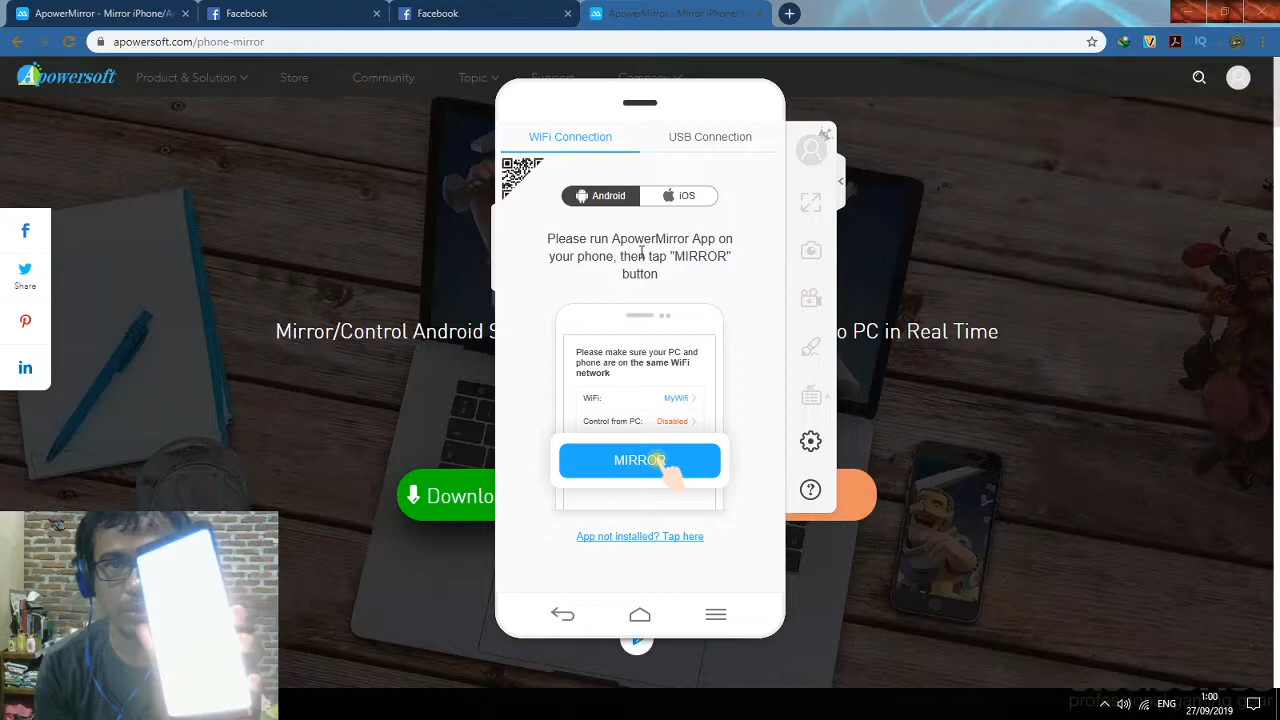 ApowerMirror - Mirror iPhone/An
Facebook
Facebook
ApowerMirror - Mirror iPhone/A
apowersoft.com/phone-mirror
Apowersoft
Product & Solution
Store
Community
Topic
Support
Company
WiFi Connection
USB Connection
Android
iOS
Please run ApowerMirror App on
your phone, then tap "MIRROR"
button
Share
Mirror/Control Android S
o PC in Real Time
Please make sure your PC and
phone are on the same WiFi
network
WiFi:
MyWifi
Control from PC:
Disabled
MIRROR
Downlo
App not installed? Tap here
professional gaming gear
ENG
1:00
27/09/2019